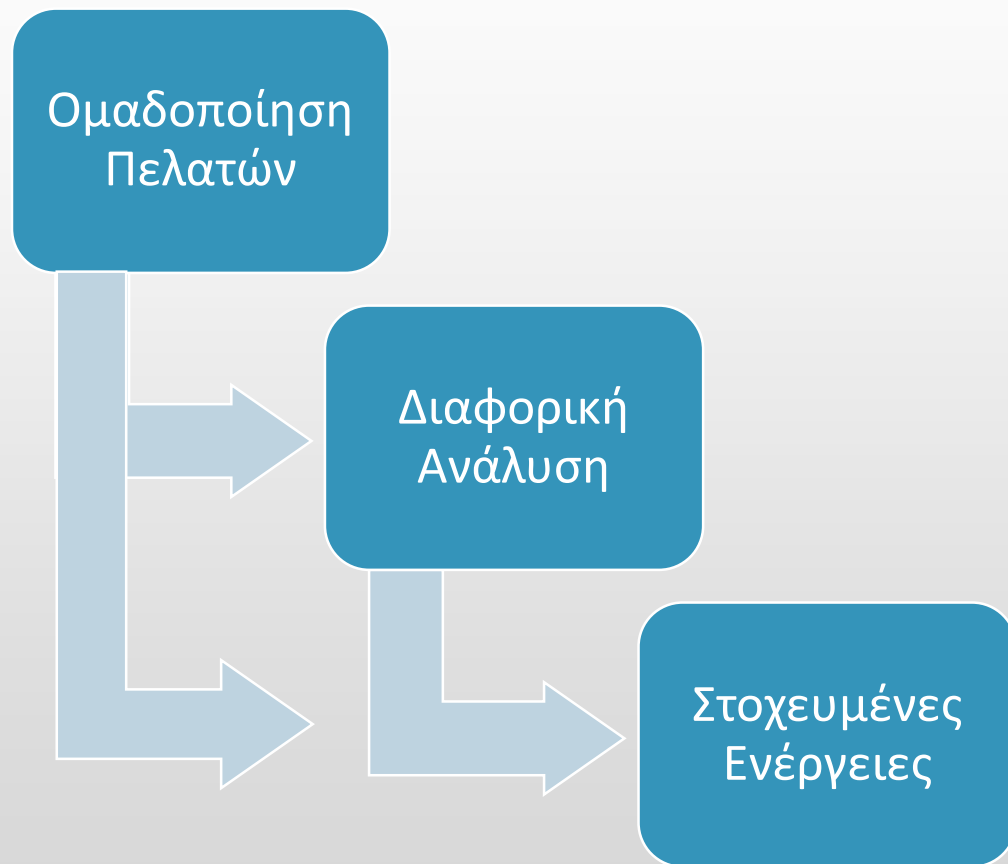 Ομαδοποίηση
Πελατών
Διαφορική
Ανάλυση
Στοχευμένες
Ενέργειες